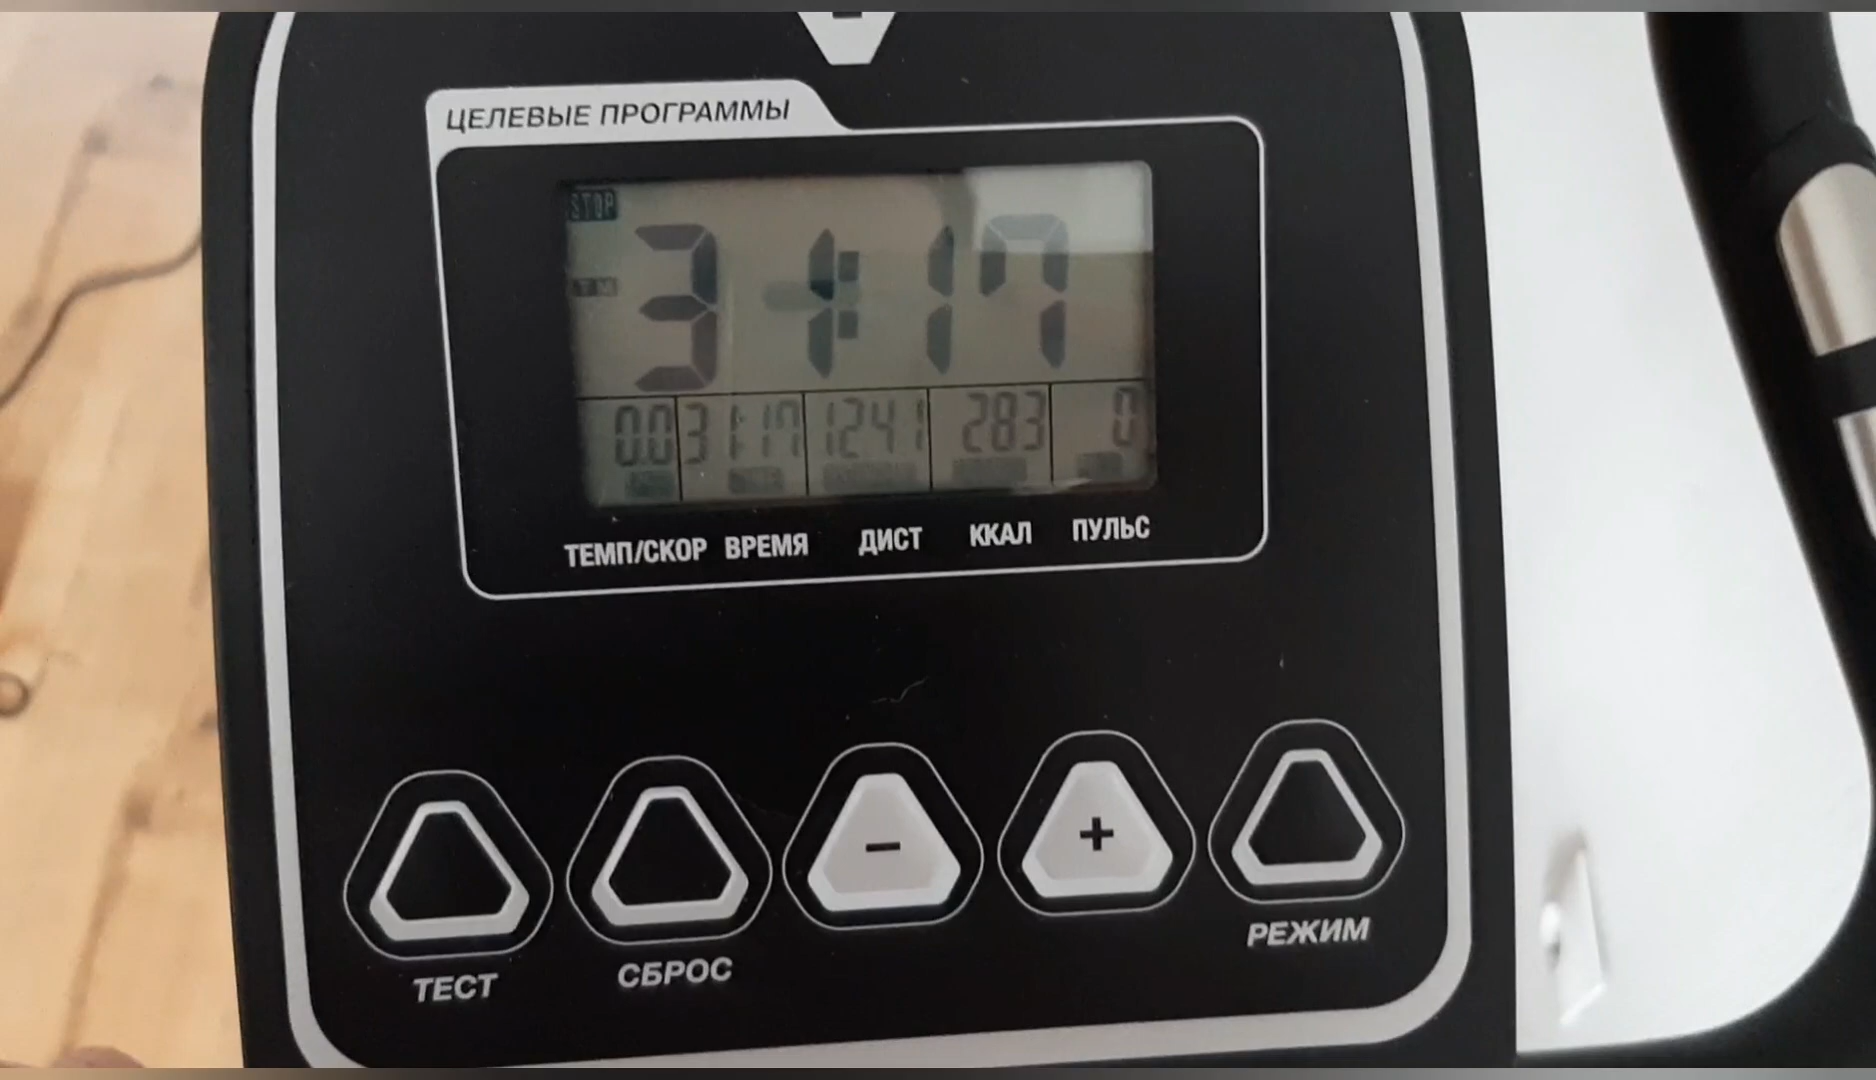 ЦЕЛЕВЫЕ ПРОГРАММЫ
STOP
31:17
TM
0.0 31:17 1241 283 0
ТЕМП/СКОР ВРЕМЯ ДИСТ ККАЛ ПУЛЬС
− +
ТЕСТ СБРОС РЕЖИМ